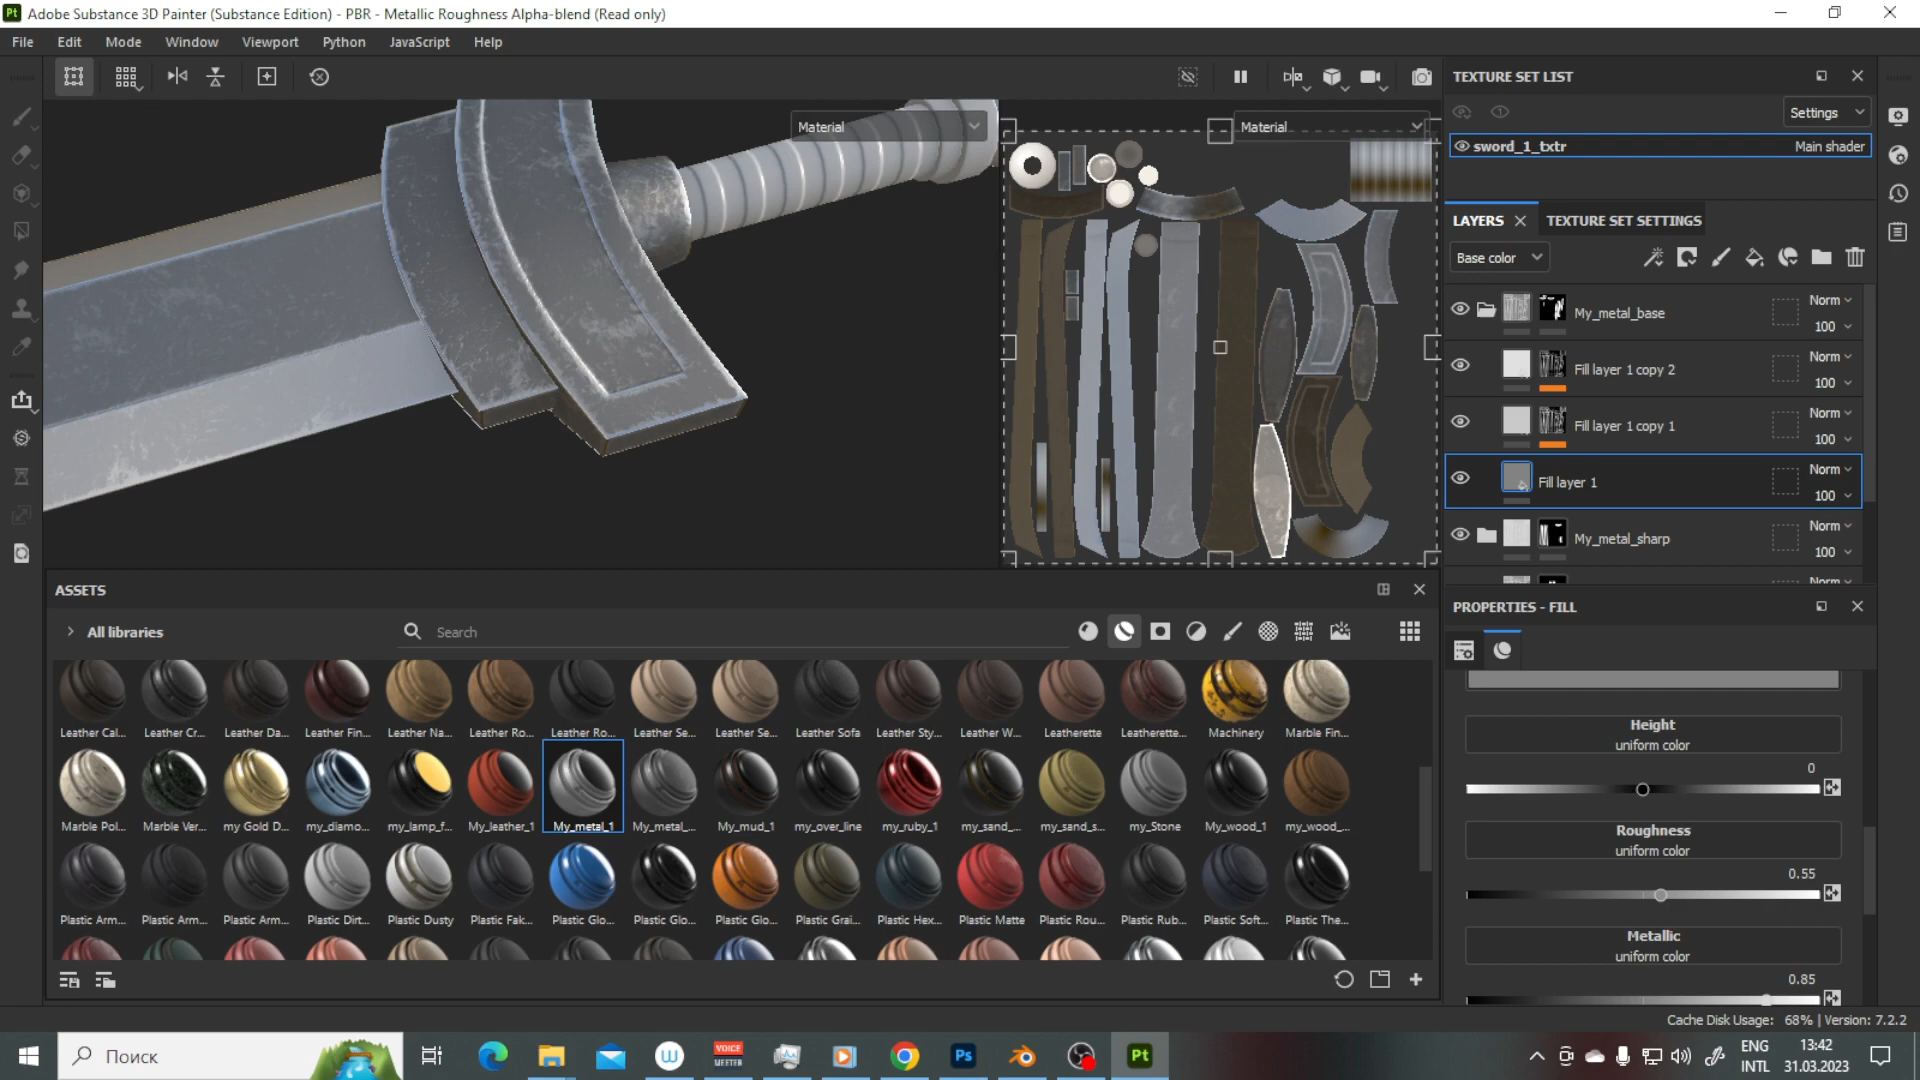 Pt Adobe Substance 3D Painter (Substance Edition) - PBR - Metallic Roughness Alpha-blend (Read only)
File Edit Mode Window Viewport Python JavaScript Help
Material
Material
TEXTURE SET LIST
Settings
sword_1_txtr Main shader
LAYERS TEXTURE SET SETTINGS
Base color
My_metal_base Norm 100
Fill layer 1 copy 2 Norm 100
Fill layer 1 copy 1 Norm 100
Fill layer 1 Norm 100
My_metal_sharp Norm 100
Norm
ASSETS
All libraries Search
Leather Cal... Leather Cr... Leather Da... Leather Fin... Leather Na... Leather Ro... Leather Ro... Leather Se... Leather Se... Leather Sofa Leather Sty... Leather W... Leatherette Leatherette... Machinery Marble Fin...
Marble Pol... Marble Ver... my Gold D... my_diamo... my_lamp_f... My_leather_1 My_metal_1 My_metal_... My_mud_1 my_over_line my_ruby_1 my_sand_... my_sand_s... my_Stone My_wood_1 my_wood_...
Plastic Arm... Plastic Arm... Plastic Arm... Plastic Dirt... Plastic Dusty Plastic Fak... Plastic Glo... Plastic Glo... Plastic Glo... Plastic Grai... Plastic Hex... Plastic Matte Plastic Rou... Plastic Rub... Plastic Soft... Plastic The...
PROPERTIES - FILL
Height
uniform color
0
Roughness
uniform color
0.55
Metallic
uniform color
0.85
Cache Disk Usage: 68% | Version: 7.2.2
Поиск
VOICE
MEETER
Ps
Pt
ENG
INTL
13:42
31.03.2023